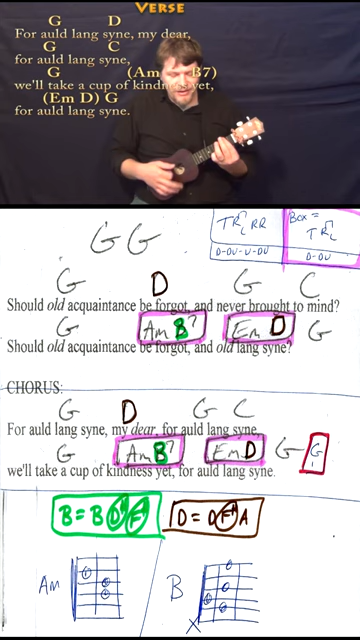 VERSE
G D
For auld lang syne, my dear,
G C
for auld lang syne,
G (Am B7)
we'll take a cup of kindness yet,
(Em D) G
for auld lang syne.
G G
D-DU-U-DU
Box =
D-DU
G D G C
Should old acquaintance be forgot, and never brought to mind?
G Am B7 Em D G
Should old acquaintance be forgot, and old lang syne?
CHORUS:
G D G C
For auld lang syne, my dear, for auld lang syne,
G Am B7 Em D G G
we'll take a cup of kindness yet, for auld lang syne.
B = B D# F#
D = D F# A
Am B
X